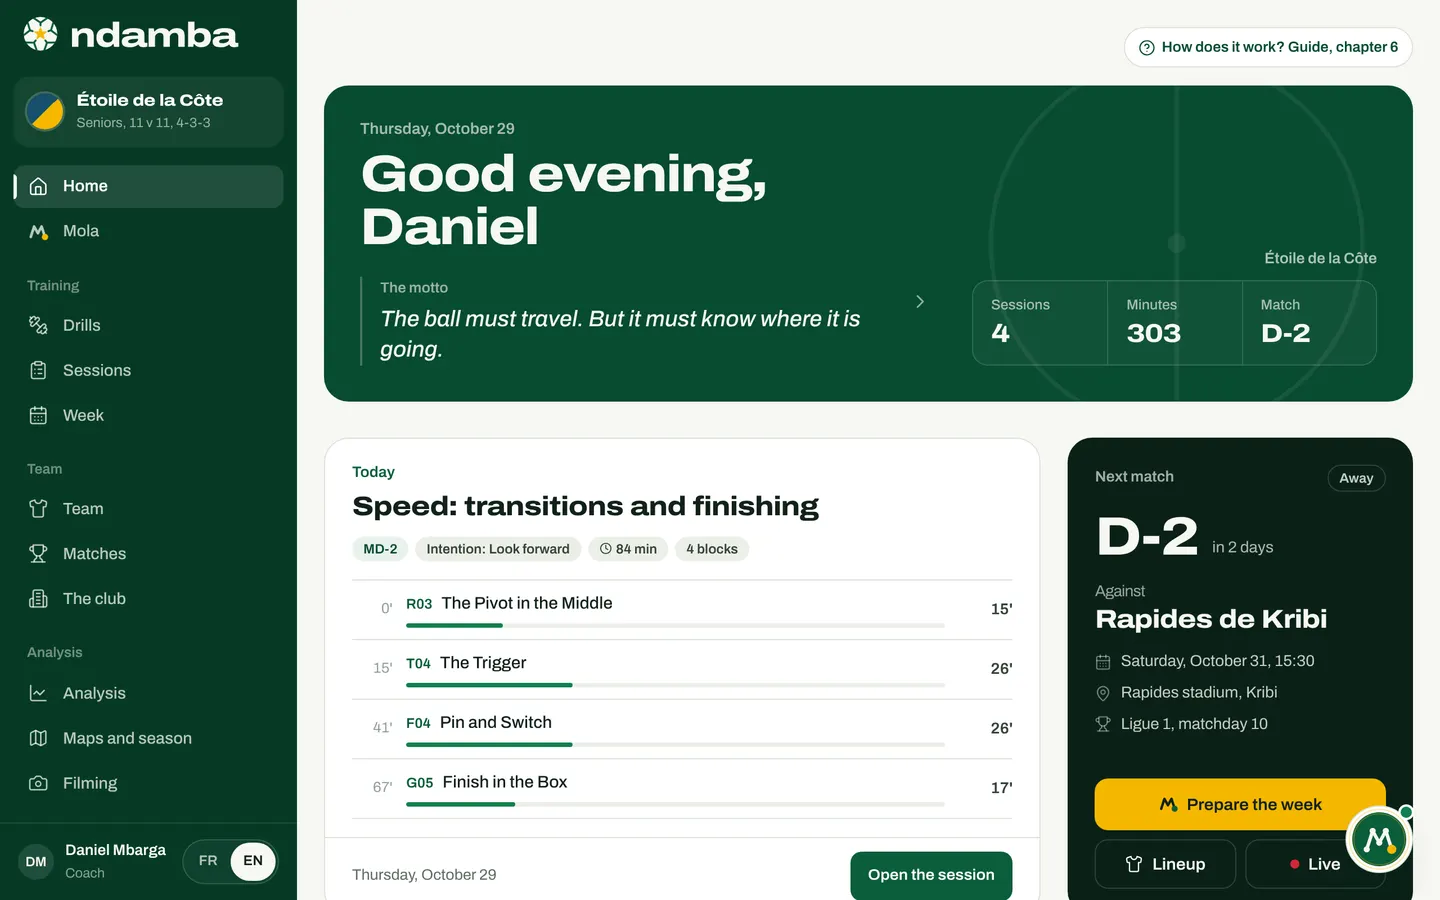 ndamba
Étoile de la Côte
Seniors, 11 v 11, 4-3-3
Home
Mola
Training
Drills
Sessions
Week
Team
Team
Matches
The club
Analysis
Analysis
Maps and season
Filming
DM
Daniel Mbarga
Coach
FR
EN
How does it work? Guide, chapter 6
Thursday, October 29
Good evening,
Daniel
The motto
The ball must travel. But it must know where it is
going.
Étoile de la Côte
Sessions
4
Minutes
303
Match
D-2
Today
Speed: transitions and finishing
MD-2
Intention: Look forward
84 min
4 blocks
0'
R03 The Pivot in the Middle
15'
15'
T04 The Trigger
26'
41'
F04 Pin and Switch
26'
67'
G05 Finish in the Box
17'
Thursday, October 29
Open the session
Next match
Away
D-2
in 2 days
Against
Rapides de Kribi
Saturday, October 31, 15:30
Rapides stadium, Kribi
Ligue 1, matchday 10
Prepare the week
Lineup
Live